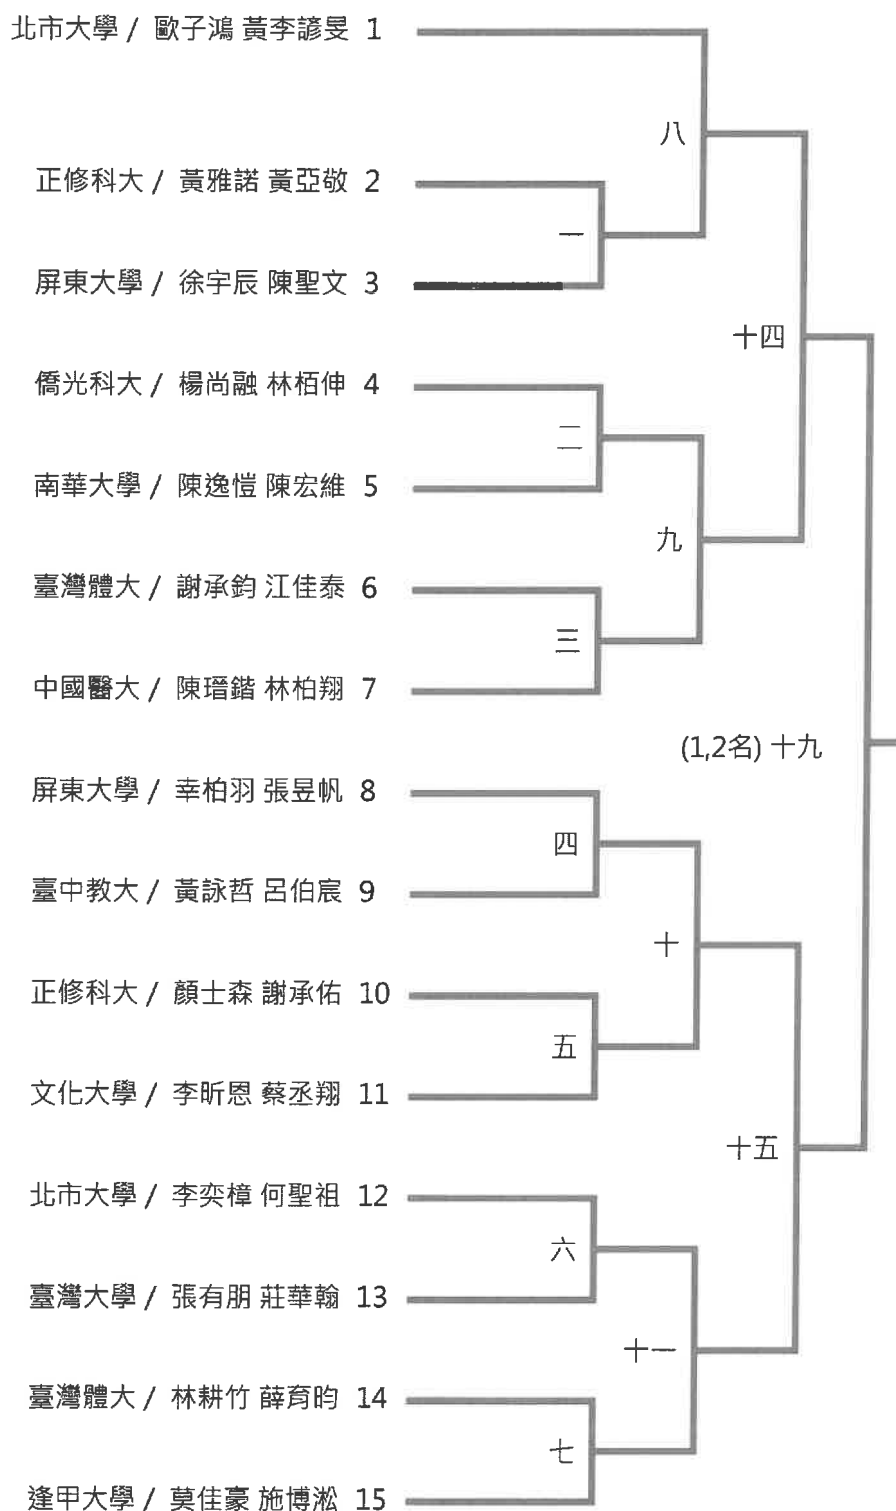 北市大學 / 歐子鴻 黃李諺旻 1
八
正修科大 / 黃雅諾 黃亞敬 2
一
屏東大學 / 徐宇辰 陳聖文 3
十四
僑光科大 / 楊尚融 林栢伸 4
二
南華大學 / 陳逸愷 陳宏維 5
九
臺灣體大 / 謝承鈞 江佳泰 6
三
中國醫大 / 陳瑨鍇 林柏翔 7
(1,2名) 十九
屏東大學 / 幸柏羽 張昱帆 8
四
臺中教大 / 黃詠哲 呂伯宸 9
十
正修科大 / 顏士森 謝承佑 10
五
文化大學 / 李昕恩 蔡丞翔 11
十五
北市大學 / 李奕樟 何聖祖 12
六
臺灣大學 / 張有朋 莊華翰 13
十一
臺灣體大 / 林耕竹 薛育昀 14
七
逢甲大學 / 莫佳豪 施博淞 15